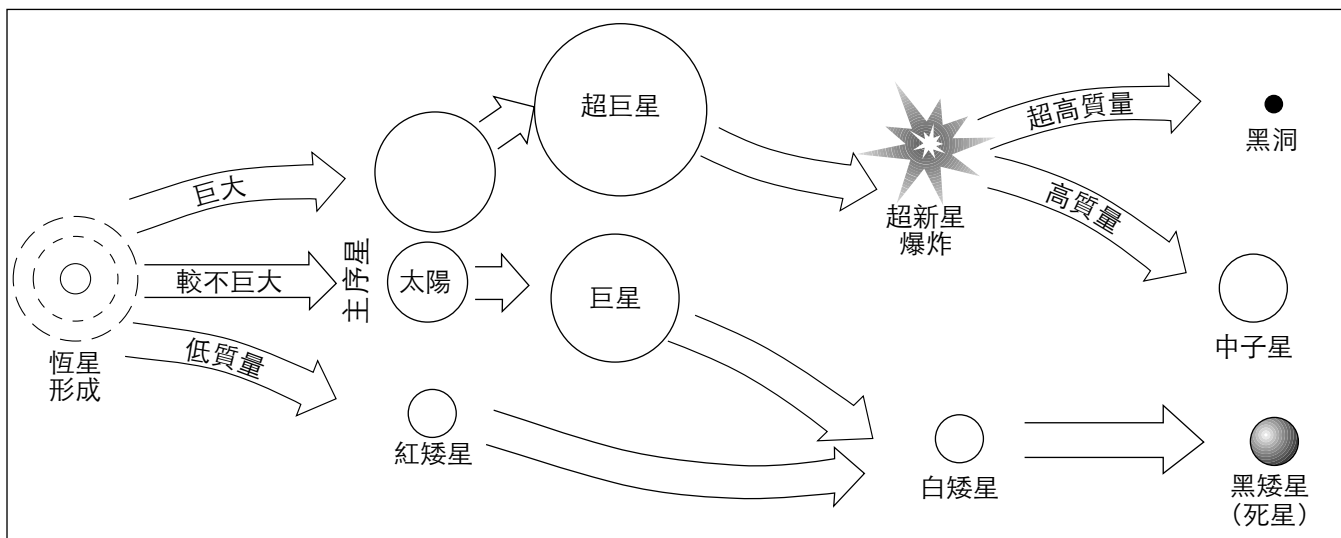 超巨星
超高質量
黑洞
巨大
超新星
爆炸
高質量
主序星
較不巨大
太陽
巨星
恆星
形成
低質量
中子星
紅矮星
白矮星
黑矮星
（死星）